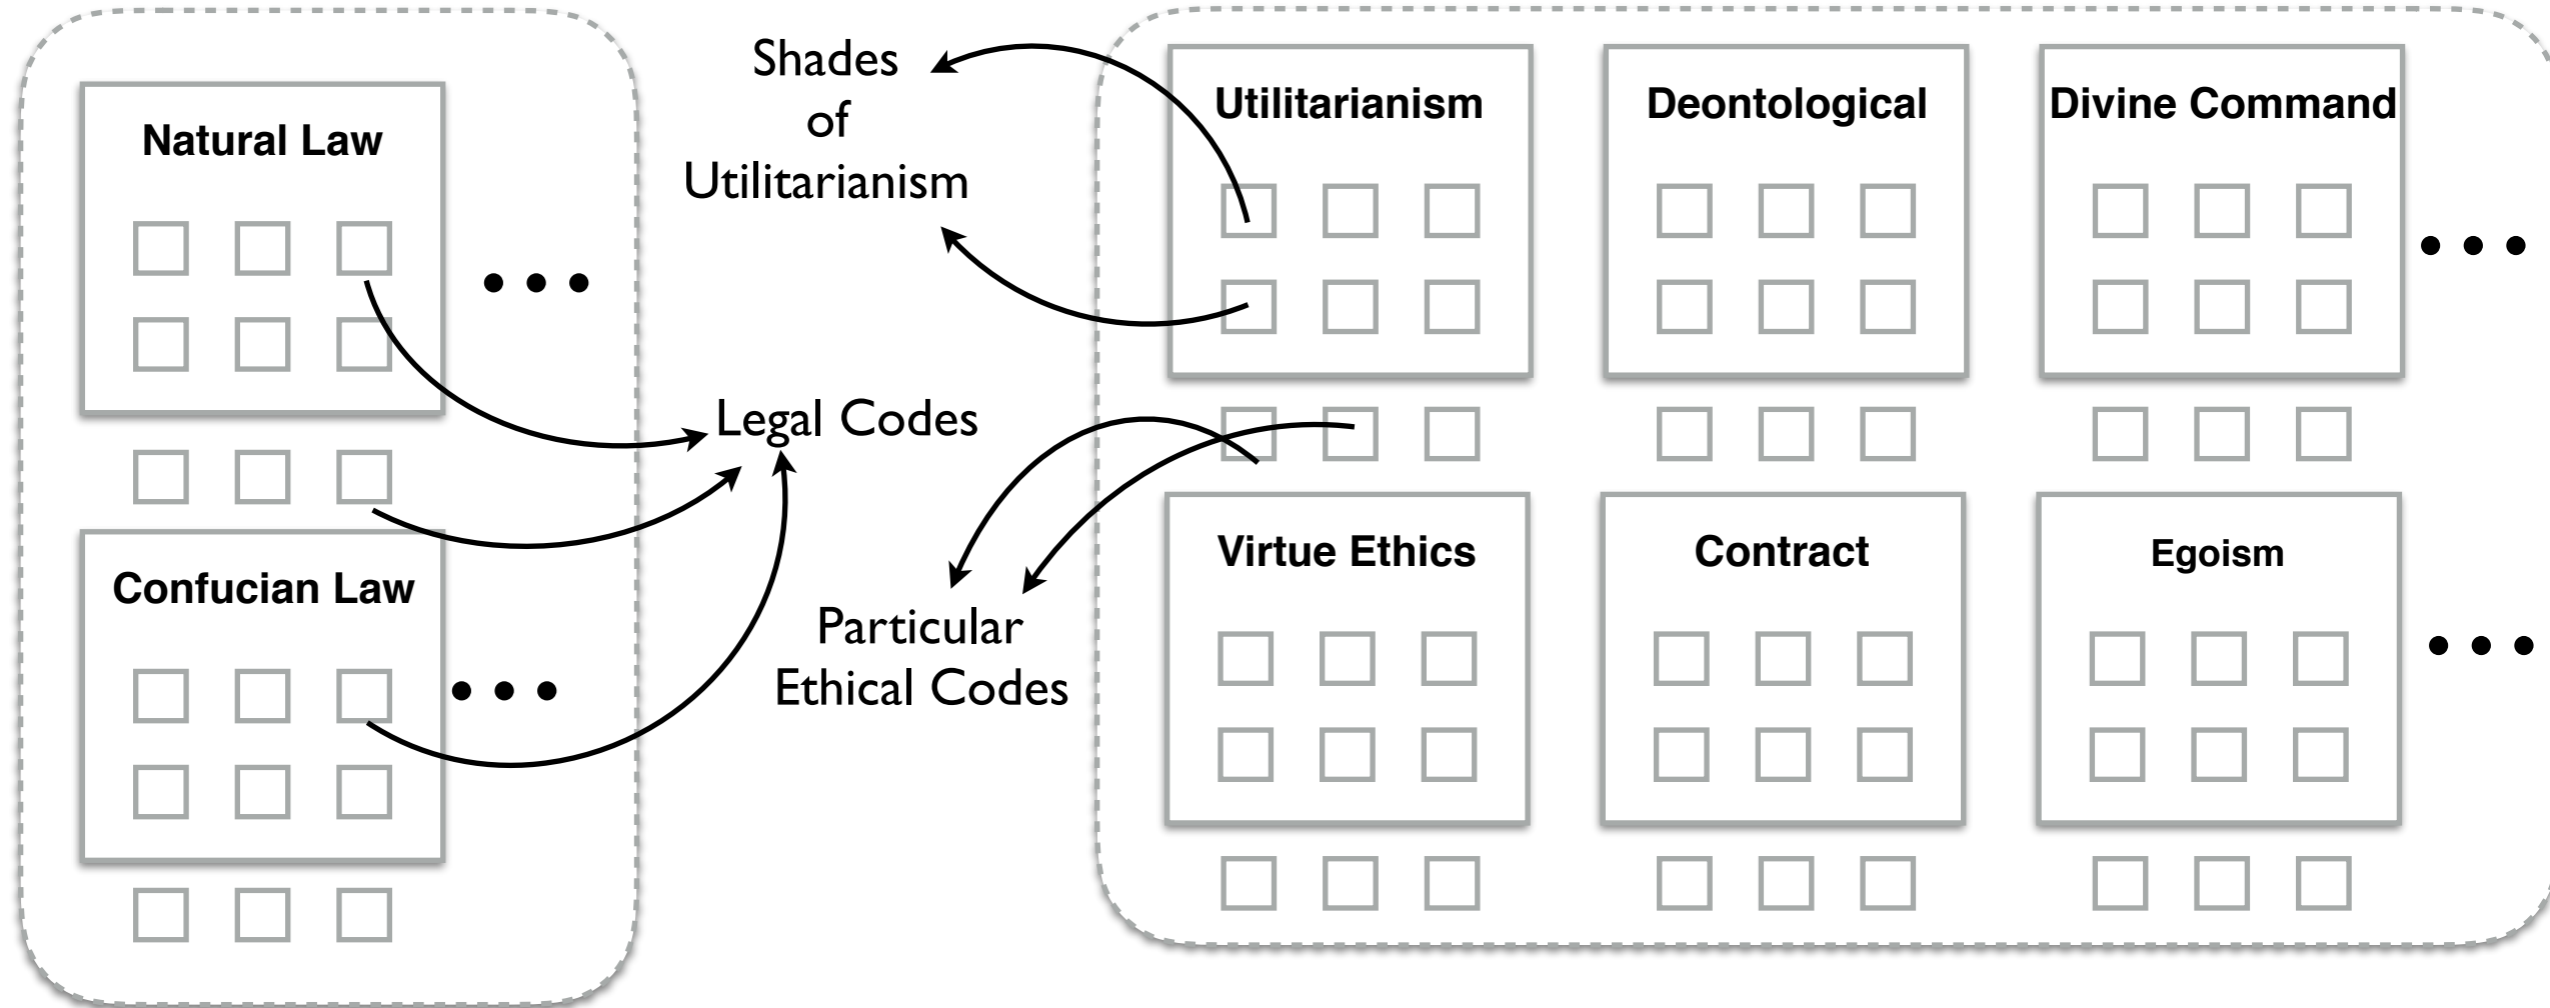 Natural Law
Confucian Law
Shades
of
Utilitarianism
Legal Codes
Particular
Ethical Codes
Utilitarianism
Deontological
Divine Command
Virtue Ethics
Contract
Egoism